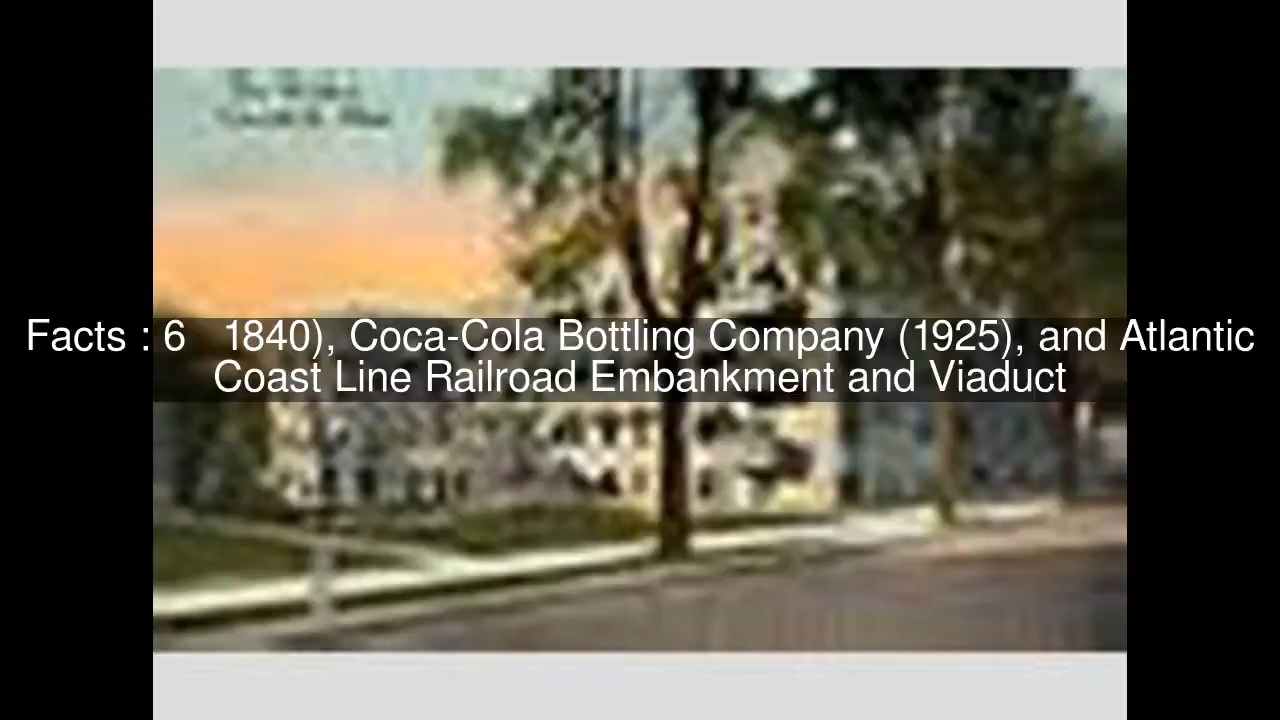 Facts : 6 1840), Coca-Cola Bottling Company (1925), and Atlantic
Coast Line Railroad Embankment and Viaduct